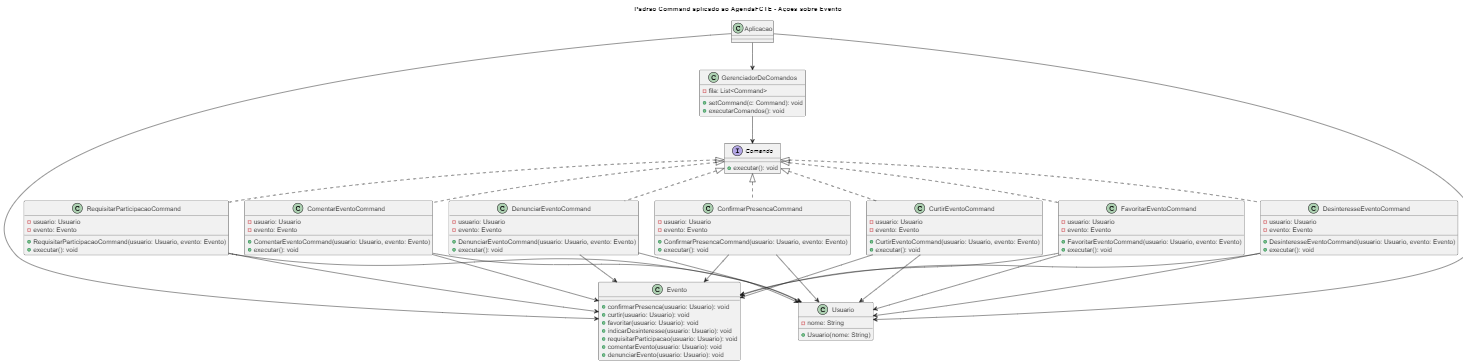 Padrão Command aplicado ao AgendaFCTE - Ações sobre Evento
C Aplicacao
C GerenciadorDeComandos
fila: List<Command>
setCommand(c: Command): void
executarComandos(): void
I Comando
executar(): void
C RequisitarParticipacaoCommand
usuario: Usuario
evento: Evento
RequisitarParticipacaoCommand(usuario: Usuario, evento: Evento)
executar(): void
C ComentarEventoCommand
usuario: Usuario
evento: Evento
ComentarEventoCommand(usuario: Usuario, evento: Evento)
executar(): void
C DenunciarEventoCommand
usuario: Usuario
evento: Evento
DenunciarEventoCommand(usuario: Usuario, evento: Evento)
executar(): void
C ConfirmarPresencaCommand
usuario: Usuario
evento: Evento
ConfirmarPresencaCommand(usuario: Usuario, evento: Evento)
executar(): void
C CurtirEventoCommand
usuario: Usuario
evento: Evento
CurtirEventoCommand(usuario: Usuario, evento: Evento)
executar(): void
C FavoritarEventoCommand
usuario: Usuario
evento: Evento
FavoritarEventoCommand(usuario: Usuario, evento: Evento)
executar(): void
C DesinteresseEventoCommand
usuario: Usuario
evento: Evento
DesinteresseEventoCommand(usuario: Usuario, evento: Evento)
executar(): void
C Evento
confirmarPresenca(usuario: Usuario): void
curtir(usuario: Usuario): void
favoritar(usuario: Usuario): void
indicarDesinteresse(usuario: Usuario): void
requisitarParticipacao(usuario: Usuario): void
comentarEvento(usuario: Usuario): void
denunciarEvento(usuario: Usuario): void
C Usuario
nome: String
Usuario(nome: String)